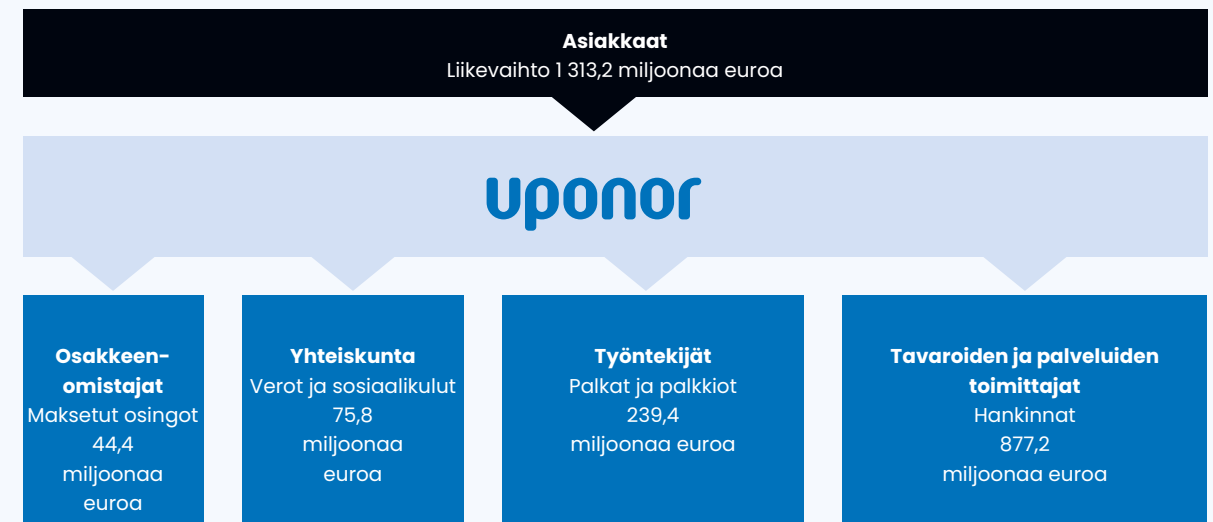 Asiakkaat
Liikevaihto 1 313,2 miljoonaa euroa
uponor
Osakkeen-
omistajat
Maksetut osingot
44,4
miljoonaa
euroa
Yhteiskunta
Verot ja sosiaalikulut
75,8
miljoonaa
euroa
Työntekijät
Palkat ja palkkiot
239,4
miljoonaa euroa
Tavaroiden ja palveluiden
toimittajat
Hankinnat
877,2
miljoonaa euroa